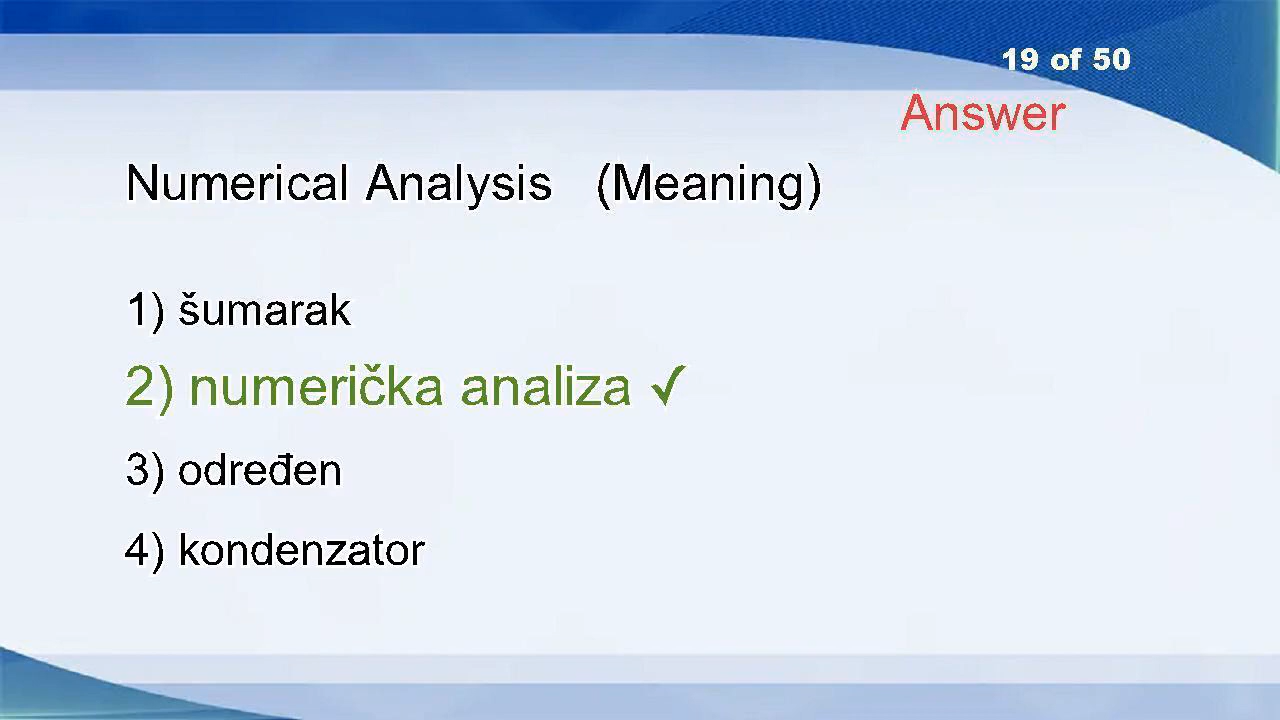 19 of 50
Answer
Numerical Analysis (Meaning)
1) šumarak
2) numerička analiza ✓
3) određen
4) kondenzator